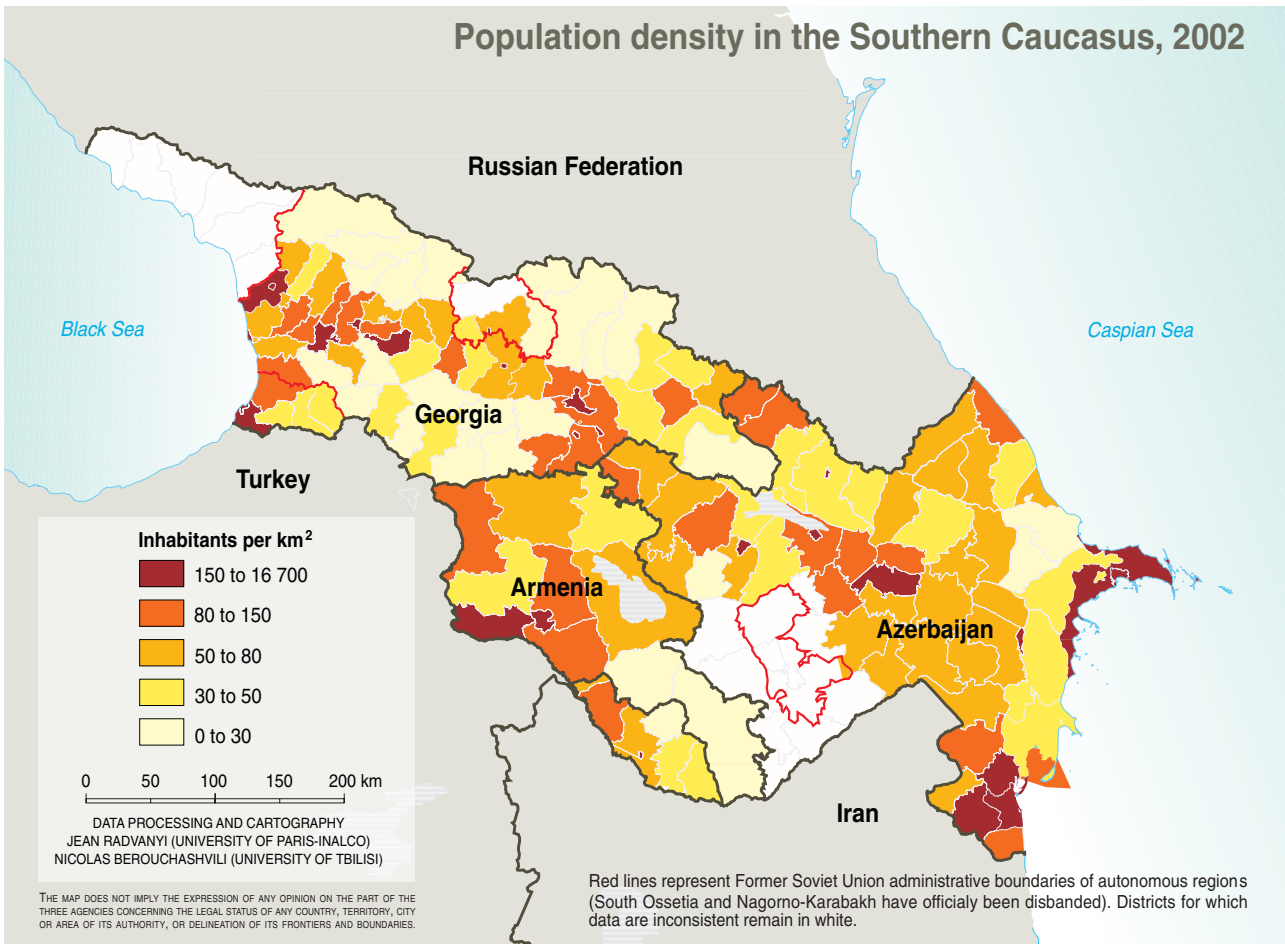 Population density in the Southern Caucasus, 2002
Russian Federation
Black Sea
Caspian Sea
Georgia
Turkey
Armenia
Azerbaijan
Iran
Inhabitants per km²
150 to 16 700
80 to 150
50 to 80
30 to 50
0 to 30
0 50 100 150 200 km
DATA PROCESSING AND CARTOGRAPHY
JEAN RADVANYI (UNIVERSITY OF PARIS-INALCO)
NICOLAS BEROUCHASHVILI (UNIVERSITY OF TBILISI)
THE MAP DOES NOT IMPLY THE EXPRESSION OF ANY OPINION ON THE PART OF THE
THREE AGENCIES CONCERNING THE LEGAL STATUS OF ANY COUNTRY, TERRITORY, CITY
OR AREA OF ITS AUTHORITY, OR DELINEATION OF ITS FRONTIERS AND BOUNDARIES.
Red lines represent Former Soviet Union administrative boundaries of autonomous regions
(South Ossetia and Nagorno-Karabakh have officialy been disbanded). Districts for which
data are inconsistent remain in white.